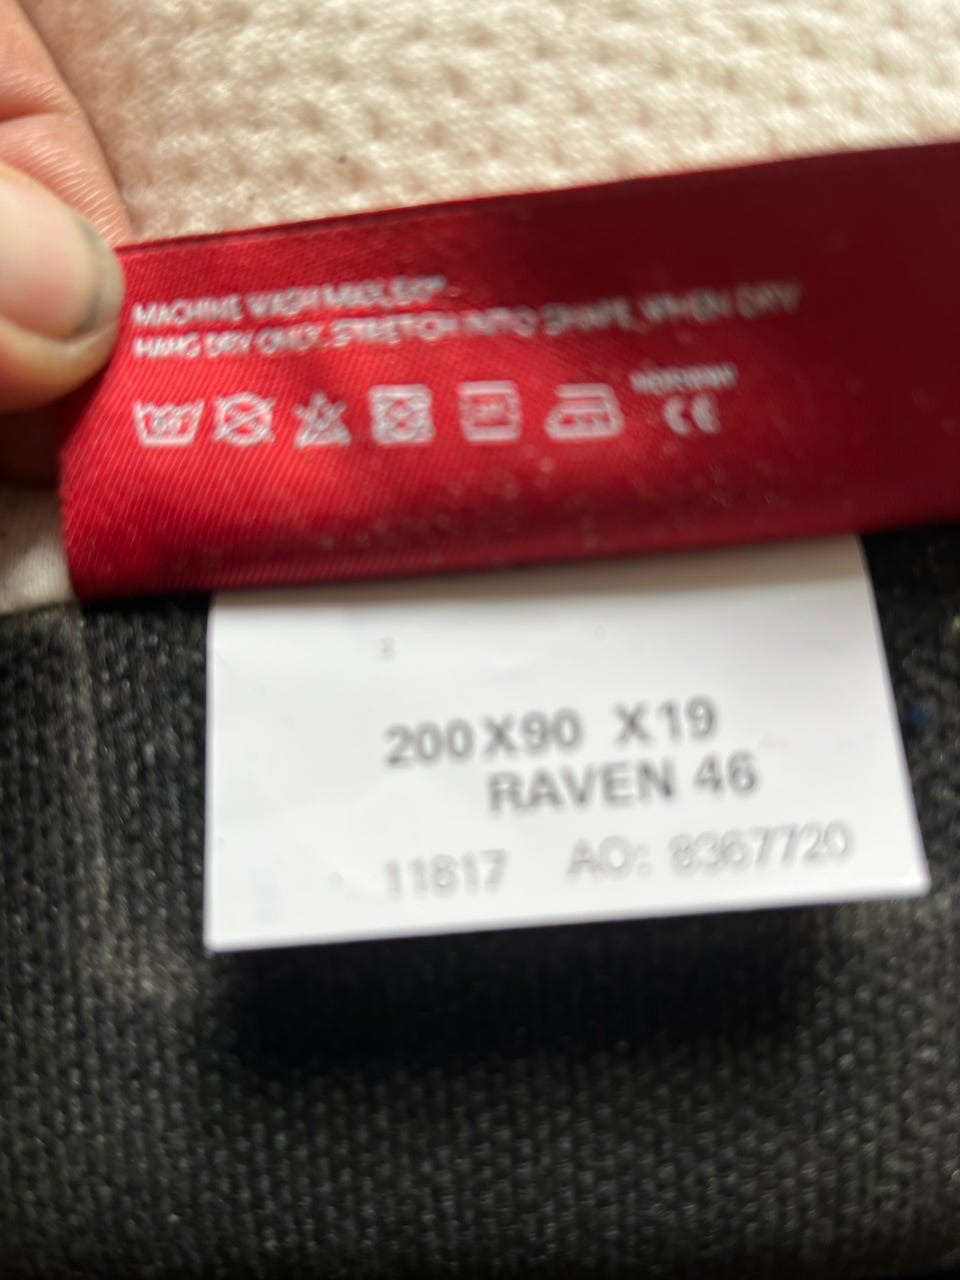 MACHINE WASH MAX. 60°
HANG DRY ONLY. STRETCH INTO SHAPE, WHEN DRY
NORWAY
CE
200X90 X19
RAVEN 46
11817 AO: 8367720